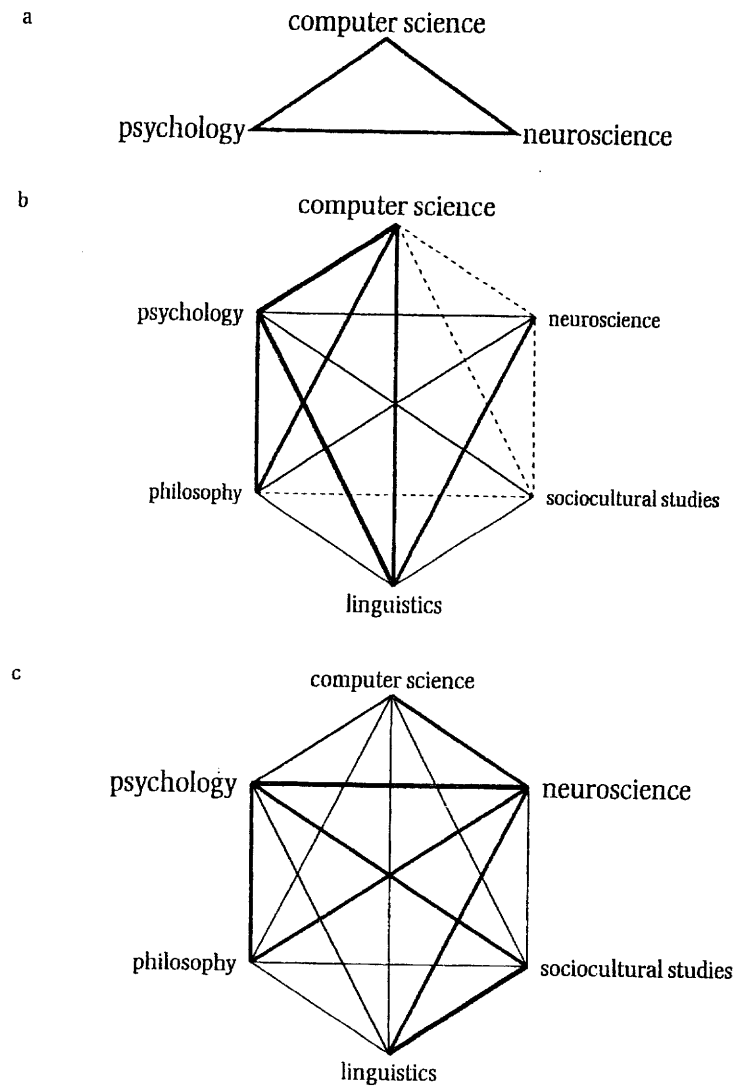 a
computer science
psychology
neuroscience
b
computer science
psychology
neuroscience
philosophy
sociocultural studies
linguistics
c
computer science
psychology
neuroscience
philosophy
sociocultural studies
linguistics